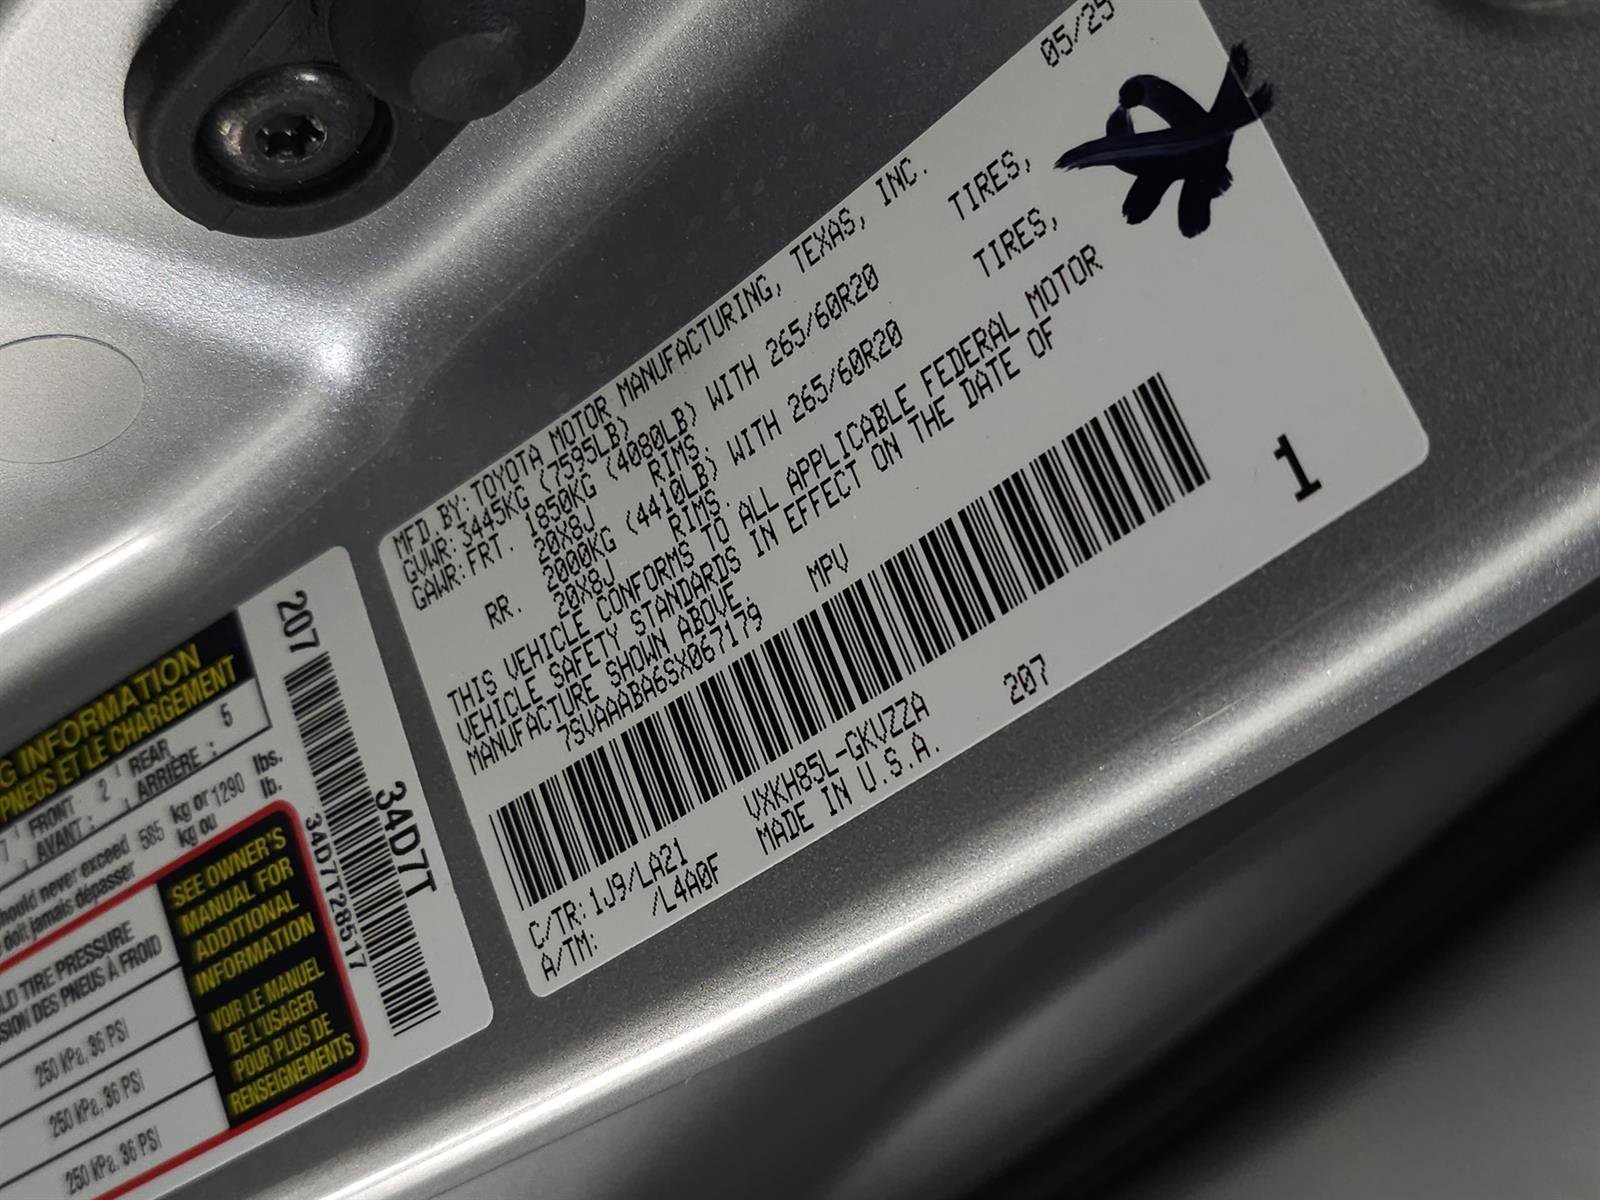 05/25
MFD. BY: TOYOTA MOTOR MANUFACTURING, TEXAS, INC.
GVWR: 3445KG (7595LB)
GAWR: FRT. 1850KG (4080LB) WITH 265/60R20 TIRES,
20X8J RIMS,
RR. 2000KG (4410LB) WITH 265/60R20 TIRES,
20X8J RIMS.
THIS VEHICLE CONFORMS TO ALL APPLICABLE FEDERAL MOTOR
VEHICLE SAFETY STANDARDS IN EFFECT ON THE DATE OF
MANUFACTURE SHOWN ABOVE.
7SVAAABA6SX067179 MPV
1
C/TR: 1J9/LA21 VXKH85L-GKVZZA 207
A/TM: /L4A0F MADE IN U.S.A.
G INFORMATION
PNEUS ET LE CHARGEMENT
7 FRONT : 2 REAR : 5
AVANT : ARRIÈRE :
should never exceed 585 kg or 1290 lbs.
doit jamais dépasser kg ou lb.
LD TIRE PRESSURE
SION DES PNEUS À FROID
250 kPa, 36 PSI
250 kPa, 36 PSI
250 kPa, 36 PSI
SEE OWNER'S
MANUAL FOR
ADDITIONAL
INFORMATION
VOIR LE MANUEL
DE L'USAGER
POUR PLUS DE
RENSEIGNEMENTS
207
34D7T28517
34D7T